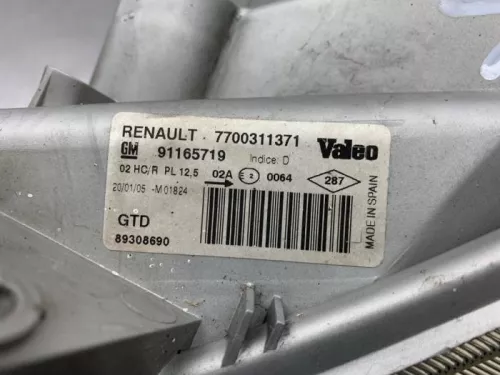 RENAULT . 7700311371 Valeo
GM 91165719 Indice: D
02 HC/R PL 12,5 02A E2 0064 287
20/01/05 -M01824
GTD
89308690
MADE IN SPAIN